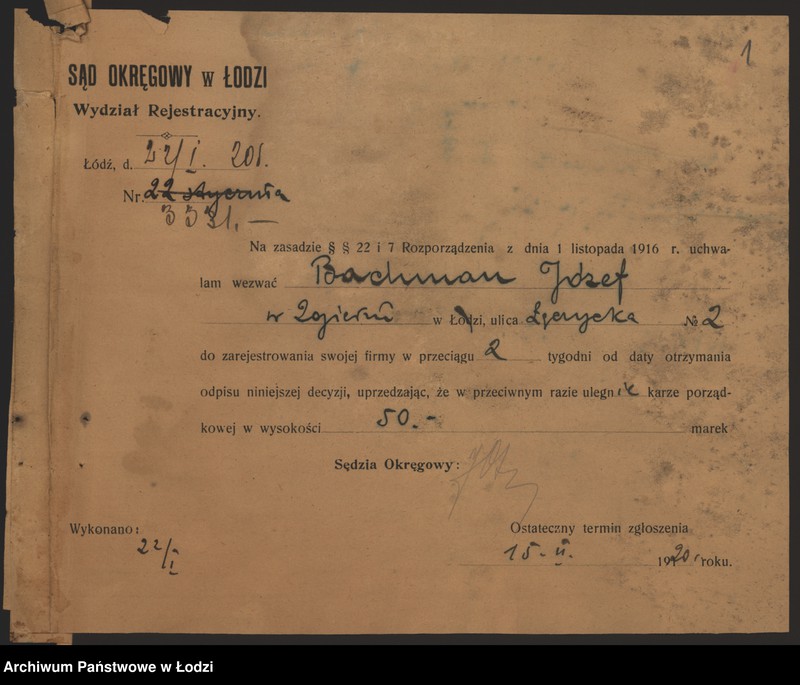 1
SĄD OKRĘGOWY w ŁODZI
Wydział Rejestracyjny.
Łódź, d. 22/I. 20r.
Nr. 22 stycznia
3331.—
Na zasadzie § § 22 i 7 Rozporządzenia z dnia 1 listopada 1916 r. uchwa-
lam wezwać Bachman Józef
w Zgierzu w Łodzi, ulica Łęczycka № 2
do zarejestrowania swojej firmy w przeciągu 2 tygodni od daty otrzymania
odpisu niniejszej decyzji, uprzedzając, że w przeciwnym razie ulegnie karze porząd-
kowej w wysokości 50.- marek
Sędzia Okręgowy:
Wykonano: Ostateczny termin zgłoszenia
22/I 15. II. 1920 roku.
Archiwum Państwowe w Łodzi